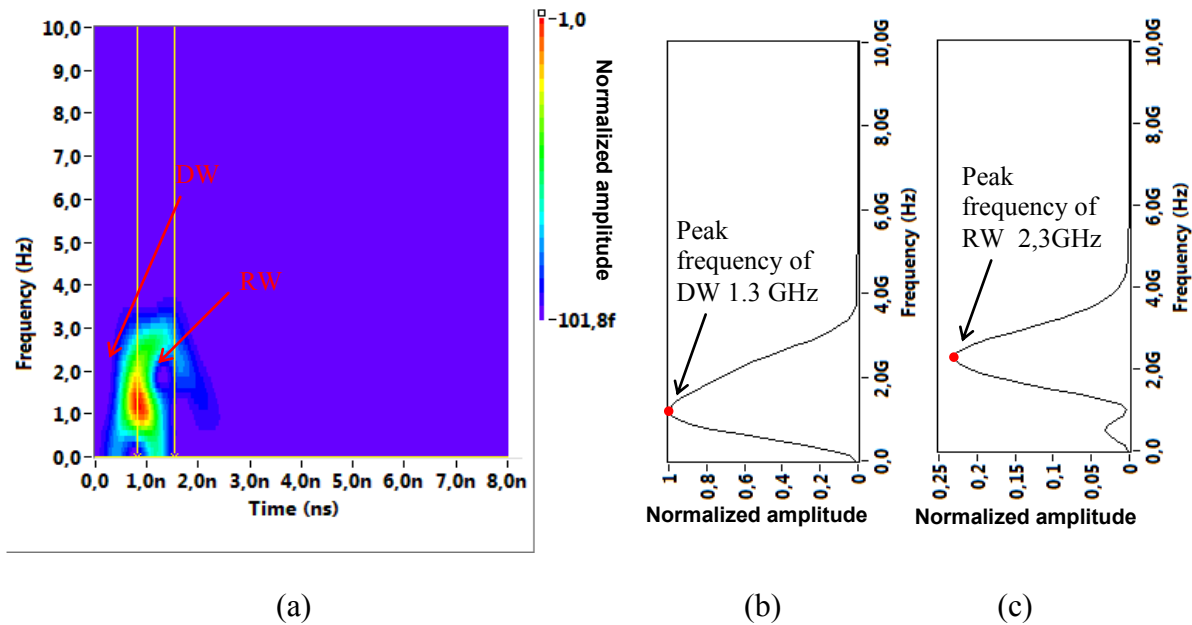 10,0
9,0
8,0
7,0
6,0
5,0
4,0
3,0
2,0
1,0
0,0
Frequency (Hz)
0,0 1,0n 2,0n 3,0n 4,0n 5,0n 6,0n 7,0n 8,0n
Time (ns)
DW
RW
-1,0
-101,8f
Normalized amplitude
(a)
Peak
frequency of
DW 1.3 GHz
10,0G
8,0G
6,0G
4,0G
2,0G
0,0
Frequency (Hz)
1 0,8 0,6 0,4 0,2 0
Normalized amplitude
(b)
Peak
frequency of
RW 2,3GHz
10,0G
8,0G
6,0G
4,0G
2,0G
0,0
Frequency (Hz)
0,25 0,2 0,15 0,1 0,05 0
Normalized amplitude
(c)